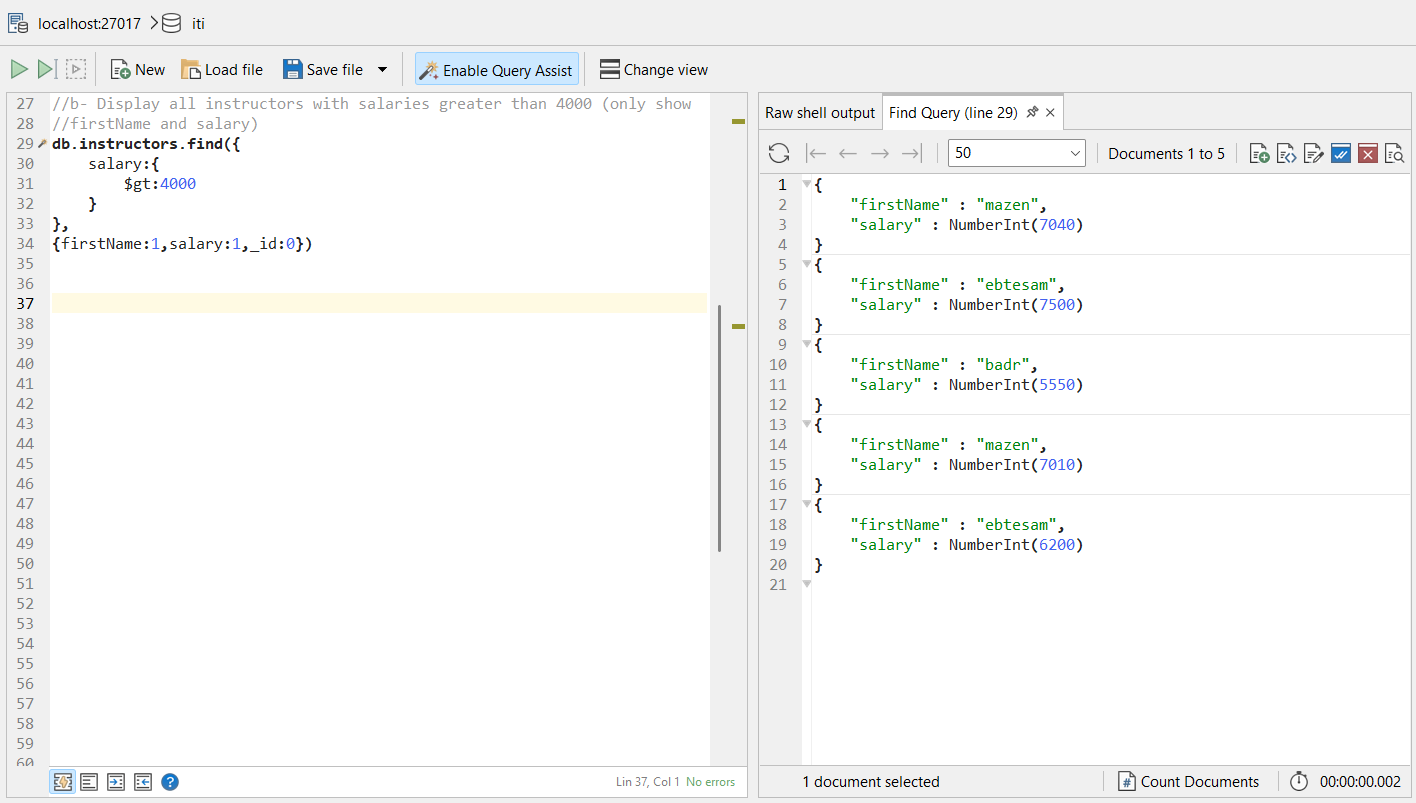 localhost:27017 iti
New Load file Save file Enable Query Assist Change view
27 //b- Display all instructors with salaries greater than 4000 (only show
28 //firstName and salary)
29 db.instructors.find({
30     salary:{
31         $gt:4000
32     }
33 },
34 {firstName:1,salary:1,_id:0})
35
36
37
38
39
40
41
42
43
44
45
46
47
48
49
50
51
52
53
54
55
56
57
58
59
60
Lin 37, Col 1 No errors
Raw shell output Find Query (line 29)
50 Documents 1 to 5
1 {
2     "firstName" : "mazen",
3     "salary" : NumberInt(7040)
4 }
5 {
6     "firstName" : "ebtesam",
7     "salary" : NumberInt(7500)
8 }
9 {
10     "firstName" : "badr",
11     "salary" : NumberInt(5550)
12 }
13 {
14     "firstName" : "mazen",
15     "salary" : NumberInt(7010)
16 }
17 {
18     "firstName" : "ebtesam",
19     "salary" : NumberInt(6200)
20 }
21
1 document selected Count Documents 00:00:00.002